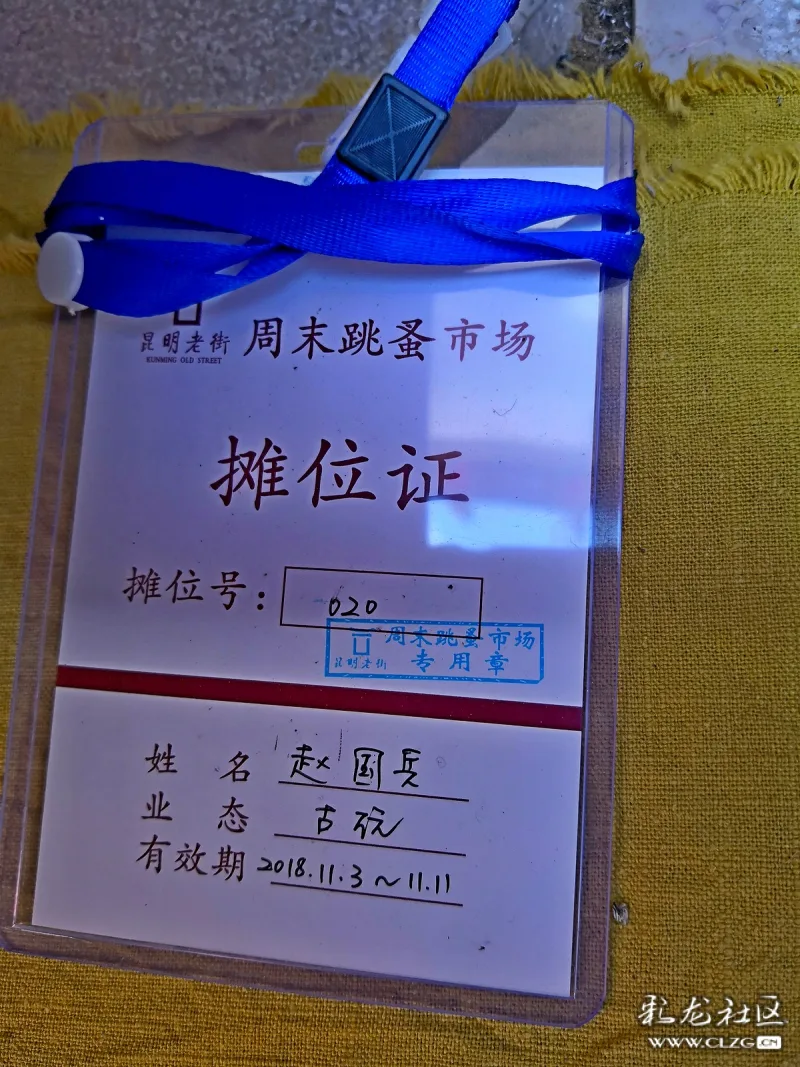 昆明老街 周末跳蚤市场
KUNMING OLD STREET
摊位证
摊位号：020
周末跳蚤市场
昆明老街 专用章
姓名 赵国兵
业态 古玩
有效期 2018.11.3～11.11
彩龙社区
WWW.CLZG.CN